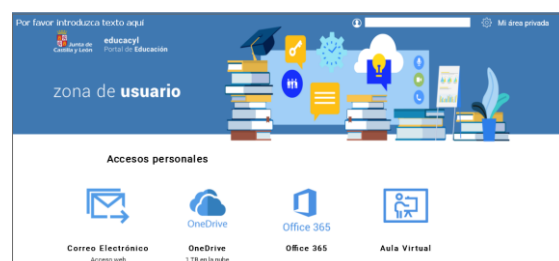 Por favor introduzca texto aquí
Mi área privada
Junta de
Castilla y León
educacyl
Portal de Educación
zona de usuario
Accesos personales
OneDrive
Office 365
Correo Electrónico
OneDrive
Office 365
Aula Virtual
Acceso web
1 TB en la nube